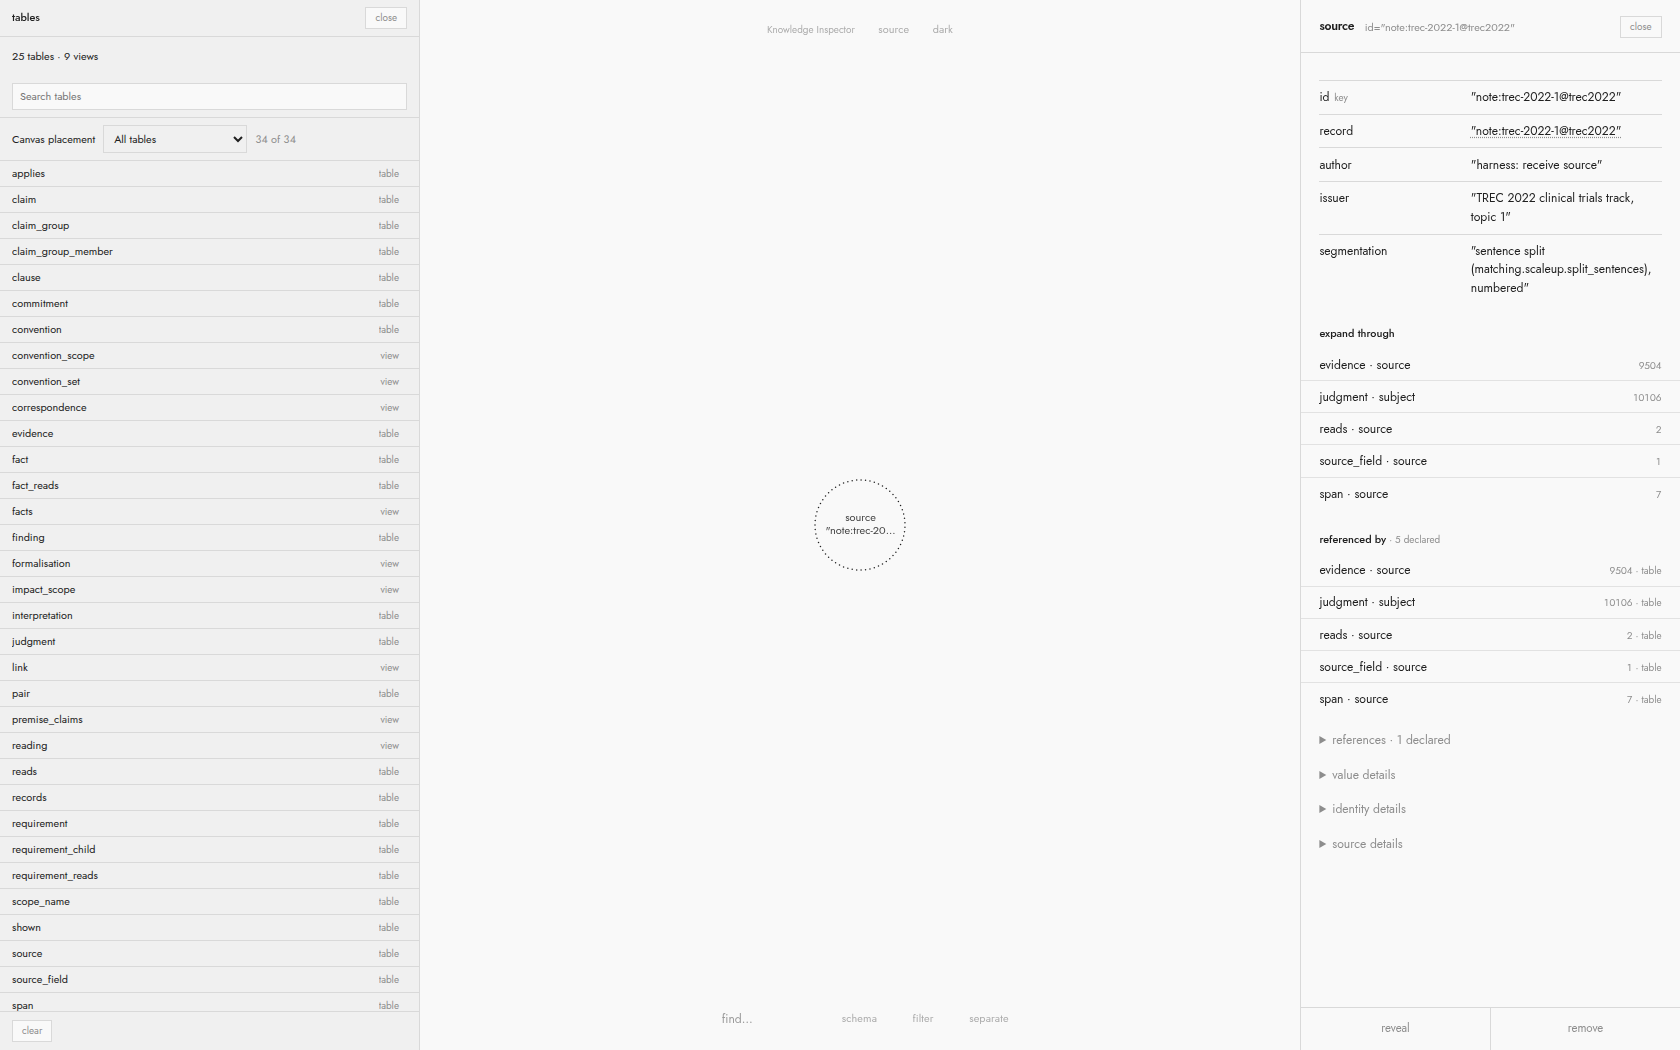 tables
close
25 tables · 9 views
Search tables
Canvas placement
All tables
34 of 34
applies table
claim table
claim_group table
claim_group_member table
clause table
commitment table
convention table
convention_scope view
convention_set view
correspondence view
evidence table
fact table
fact_reads table
facts view
finding table
formalisation view
impact_scope view
interpretation table
judgment table
link view
pair table
premise_claims view
reading view
reads table
records table
requirement table
requirement_child table
requirement_reads table
scope_name table
shown table
source table
source_field table
span table
clear
Knowledge Inspector source dark
source
"note:trec-20...
find...
schema filter separate
source id="note:trec-2022-1@trec2022"
close
id key "note:trec-2022-1@trec2022"
record "note:trec-2022-1@trec2022"
author "harness: receive source"
issuer "TREC 2022 clinical trials track,
topic 1"
segmentation "sentence split
(matching.scaleup.split_sentences),
numbered"
expand through
evidence · source 9504
judgment · subject 10106
reads · source 2
source_field · source 1
span · source 7
referenced by · 5 declared
evidence · source 9504 · table
judgment · subject 10106 · table
reads · source 2 · table
source_field · source 1 · table
span · source 7 · table
references · 1 declared
value details
identity details
source details
reveal
remove